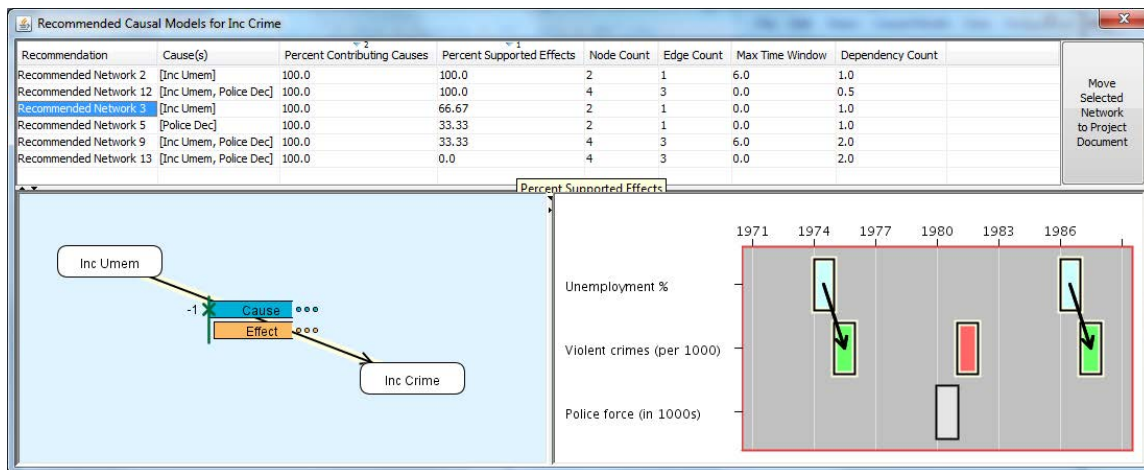 Recommended Causal Models for Inc Crime
Recommendation Cause(s) Percent Contributing Causes 2 Percent Supported Effects 1 Node Count Edge Count Max Time Window Dependency Count
Recommended Network 2 [Inc Umem] 100.0 100.0 2 1 6.0 1.0
Recommended Network 12 [Inc Umem, Police Dec] 100.0 100.0 4 3 0.0 0.5
Recommended Network 3 [Inc Umem] 100.0 66.67 2 1 0.0 1.0
Recommended Network 5 [Police Dec] 100.0 33.33 2 1 0.0 1.0
Recommended Network 9 [Inc Umem, Police Dec] 100.0 33.33 4 3 6.0 2.0
Recommended Network 13 [Inc Umem, Police Dec] 100.0 0.0 4 3 0.0 2.0
Move
Selected
Network
to Project
Document
Percent Supported Effects
Inc Umem
-1 Cause
Effect
Inc Crime
1971 1974 1977 1980 1983 1986
Unemployment %
Violent crimes (per 1000)
Police force (in 1000s)